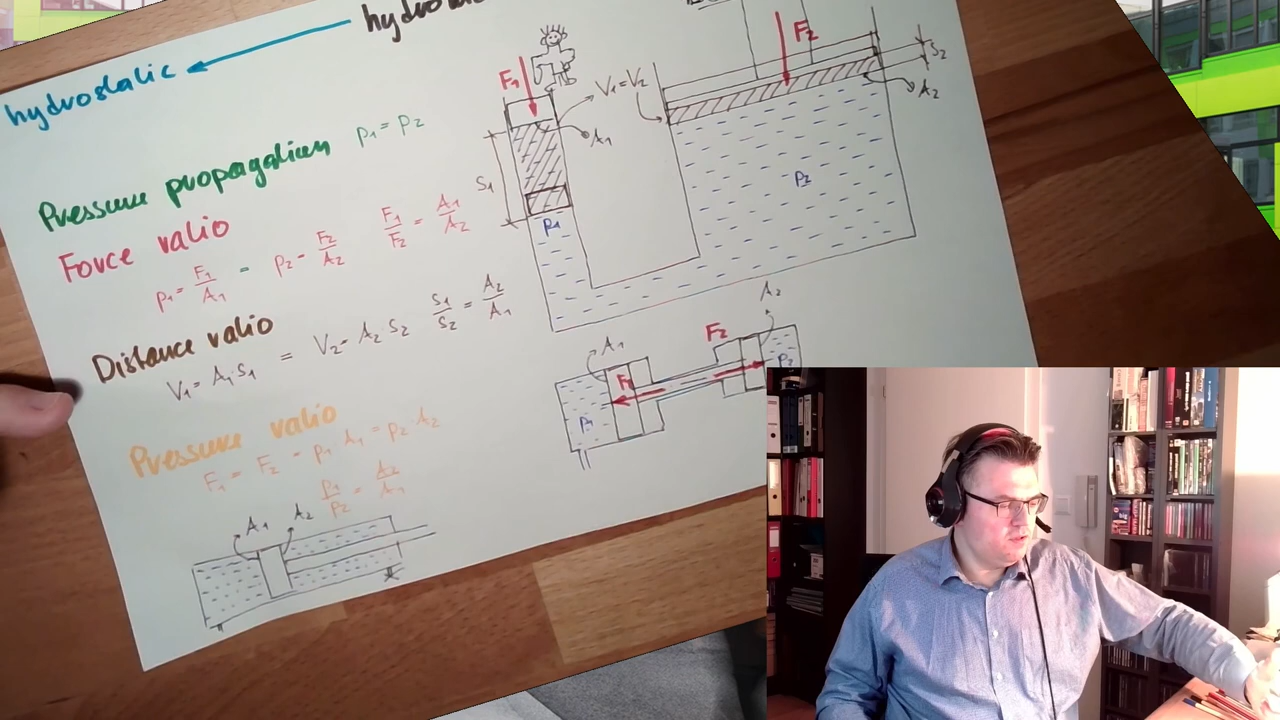 hydrostatic
Pressure propagation p₁ = p₂
Force ratio
p₁ = F₁/A₁ = p₂ = F₂/A₂ F₁/F₂ = A₁/A₂
Distance ratio
V₁ = A₁·s₁ = V₂ = A₂·s₂ s₁/s₂ = A₂/A₁
Pressure ratio
F₁ = F₂ = p₁·A₁ = p₂·A₂
p₁/p₂ = A₂/A₁
A₁ A₂
F₁
V₁=V₂
A₁
s₁
p₁
F₂
s₂
A₂
p₂
A₁
F₁
p₁
F₂
A₂
p₂